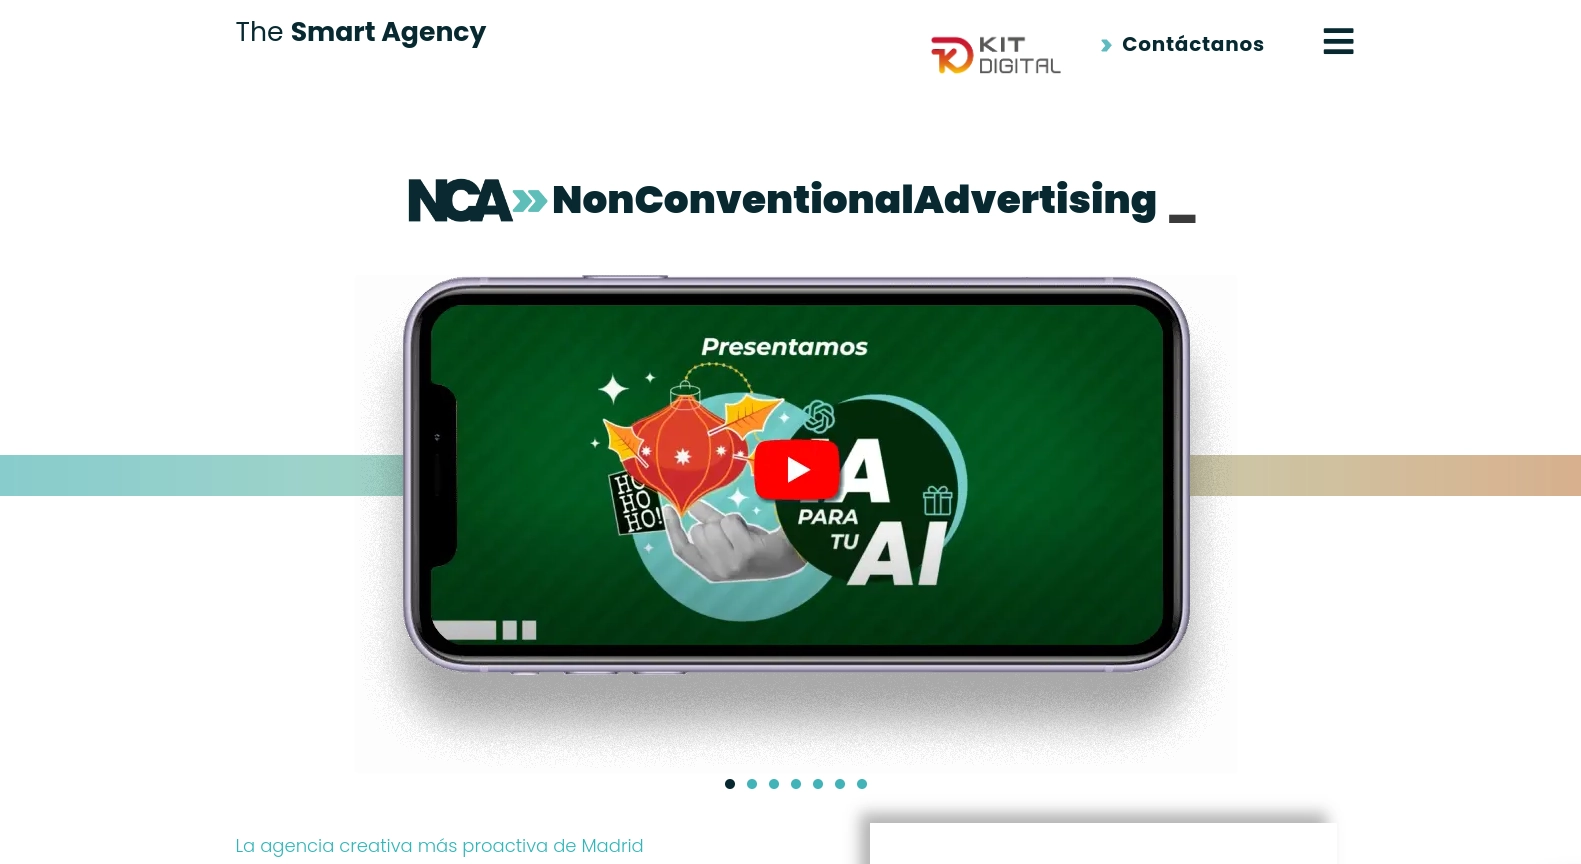 The Smart Agency
KIT DIGITAL
Contáctanos
NCA» NonConventionalAdvertising _
Presentamos
HO
HO
HO!
PARA
TU
AI
La agencia creativa más proactiva de Madrid